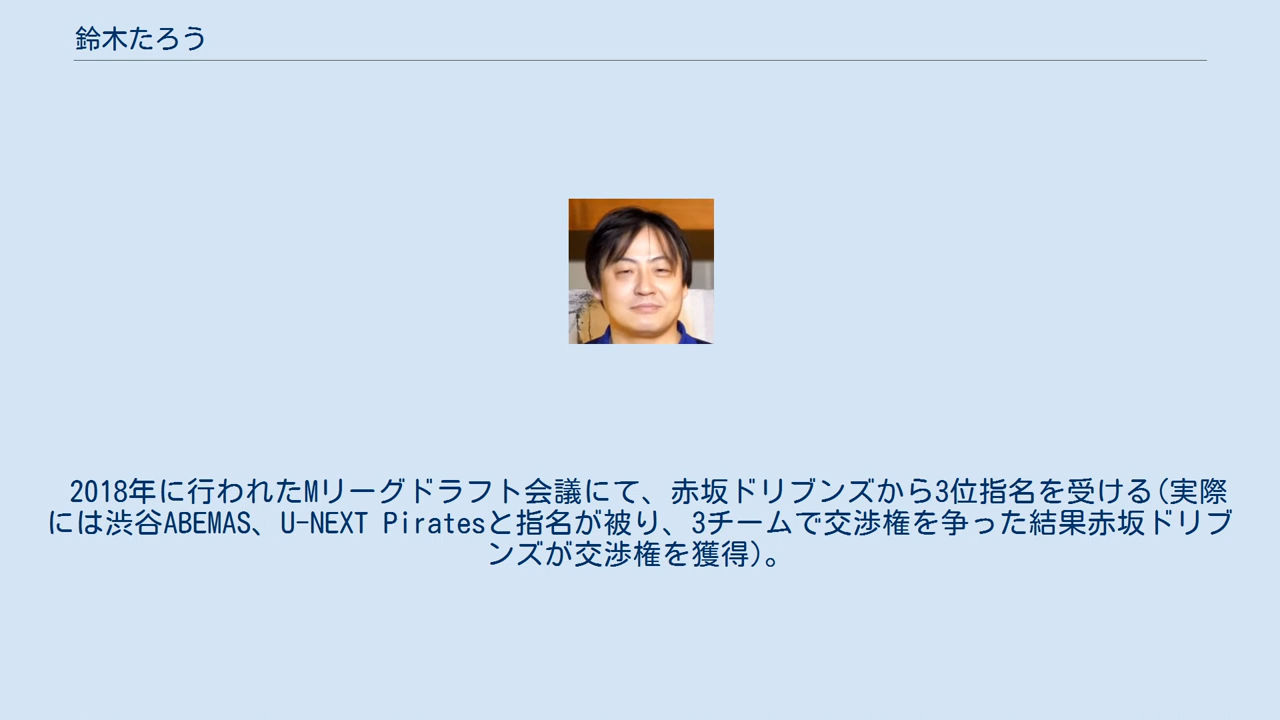 鈴木たろう
2018年に行われたMリーグドラフト会議にて、赤坂ドリブンズから3位指名を受ける(実際
には渋谷ABEMAS、U-NEXT Piratesと指名が被り、3チームで交渉権を争った結果赤坂ドリブ
ンズが交渉権を獲得)。